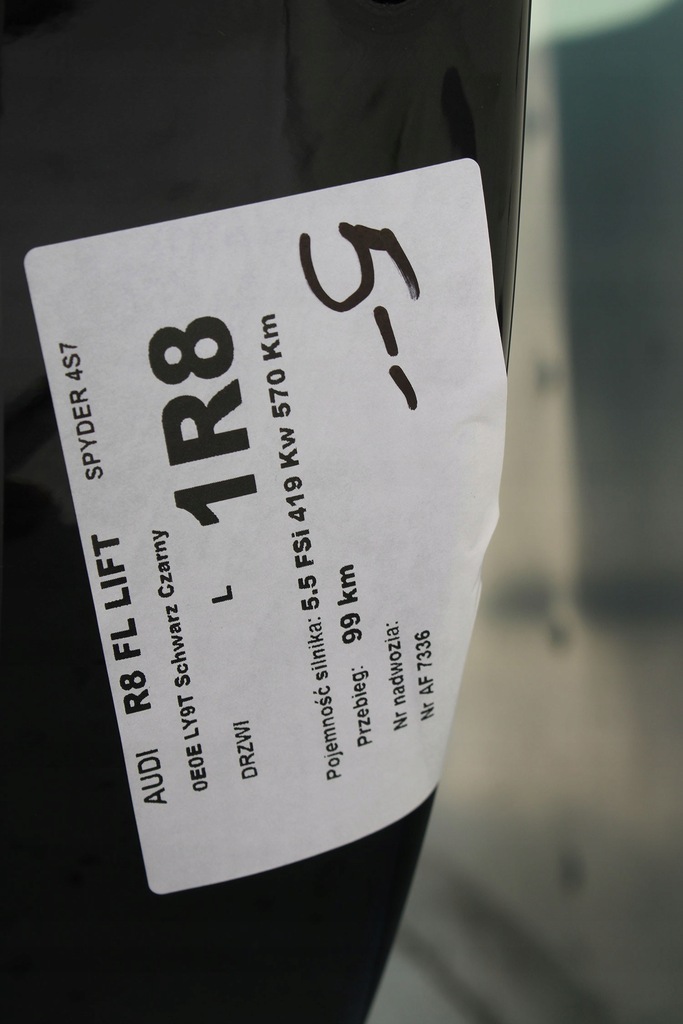 AUDI R8 FL LIFT SPYDER 4S7
0E0E LY9T Schwarz Czarny
DRZWI L 1R8
Pojemność silnika: 5.5 FSi 419 Kw 570 Km
Przebieg: 99 km
5--
Nr nadwozia:
Nr AF 7336